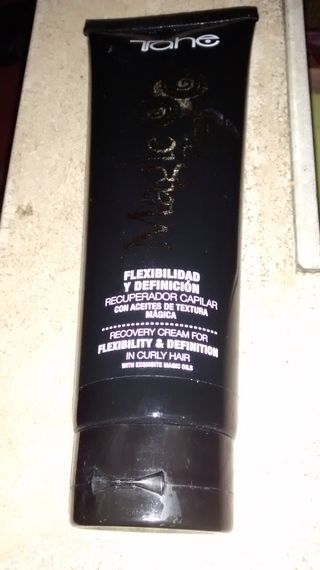 Tahe
Magic
FLEXIBILIDAD
Y DEFINICIÓN
RECUPERADOR CAPILAR
CON ACEITES DE TEXTURA
MÁGICA
RECOVERY CREAM FOR
FLEXIBILITY & DEFINITION
IN CURLY HAIR
WITH EXQUISITE MAGIC OILS